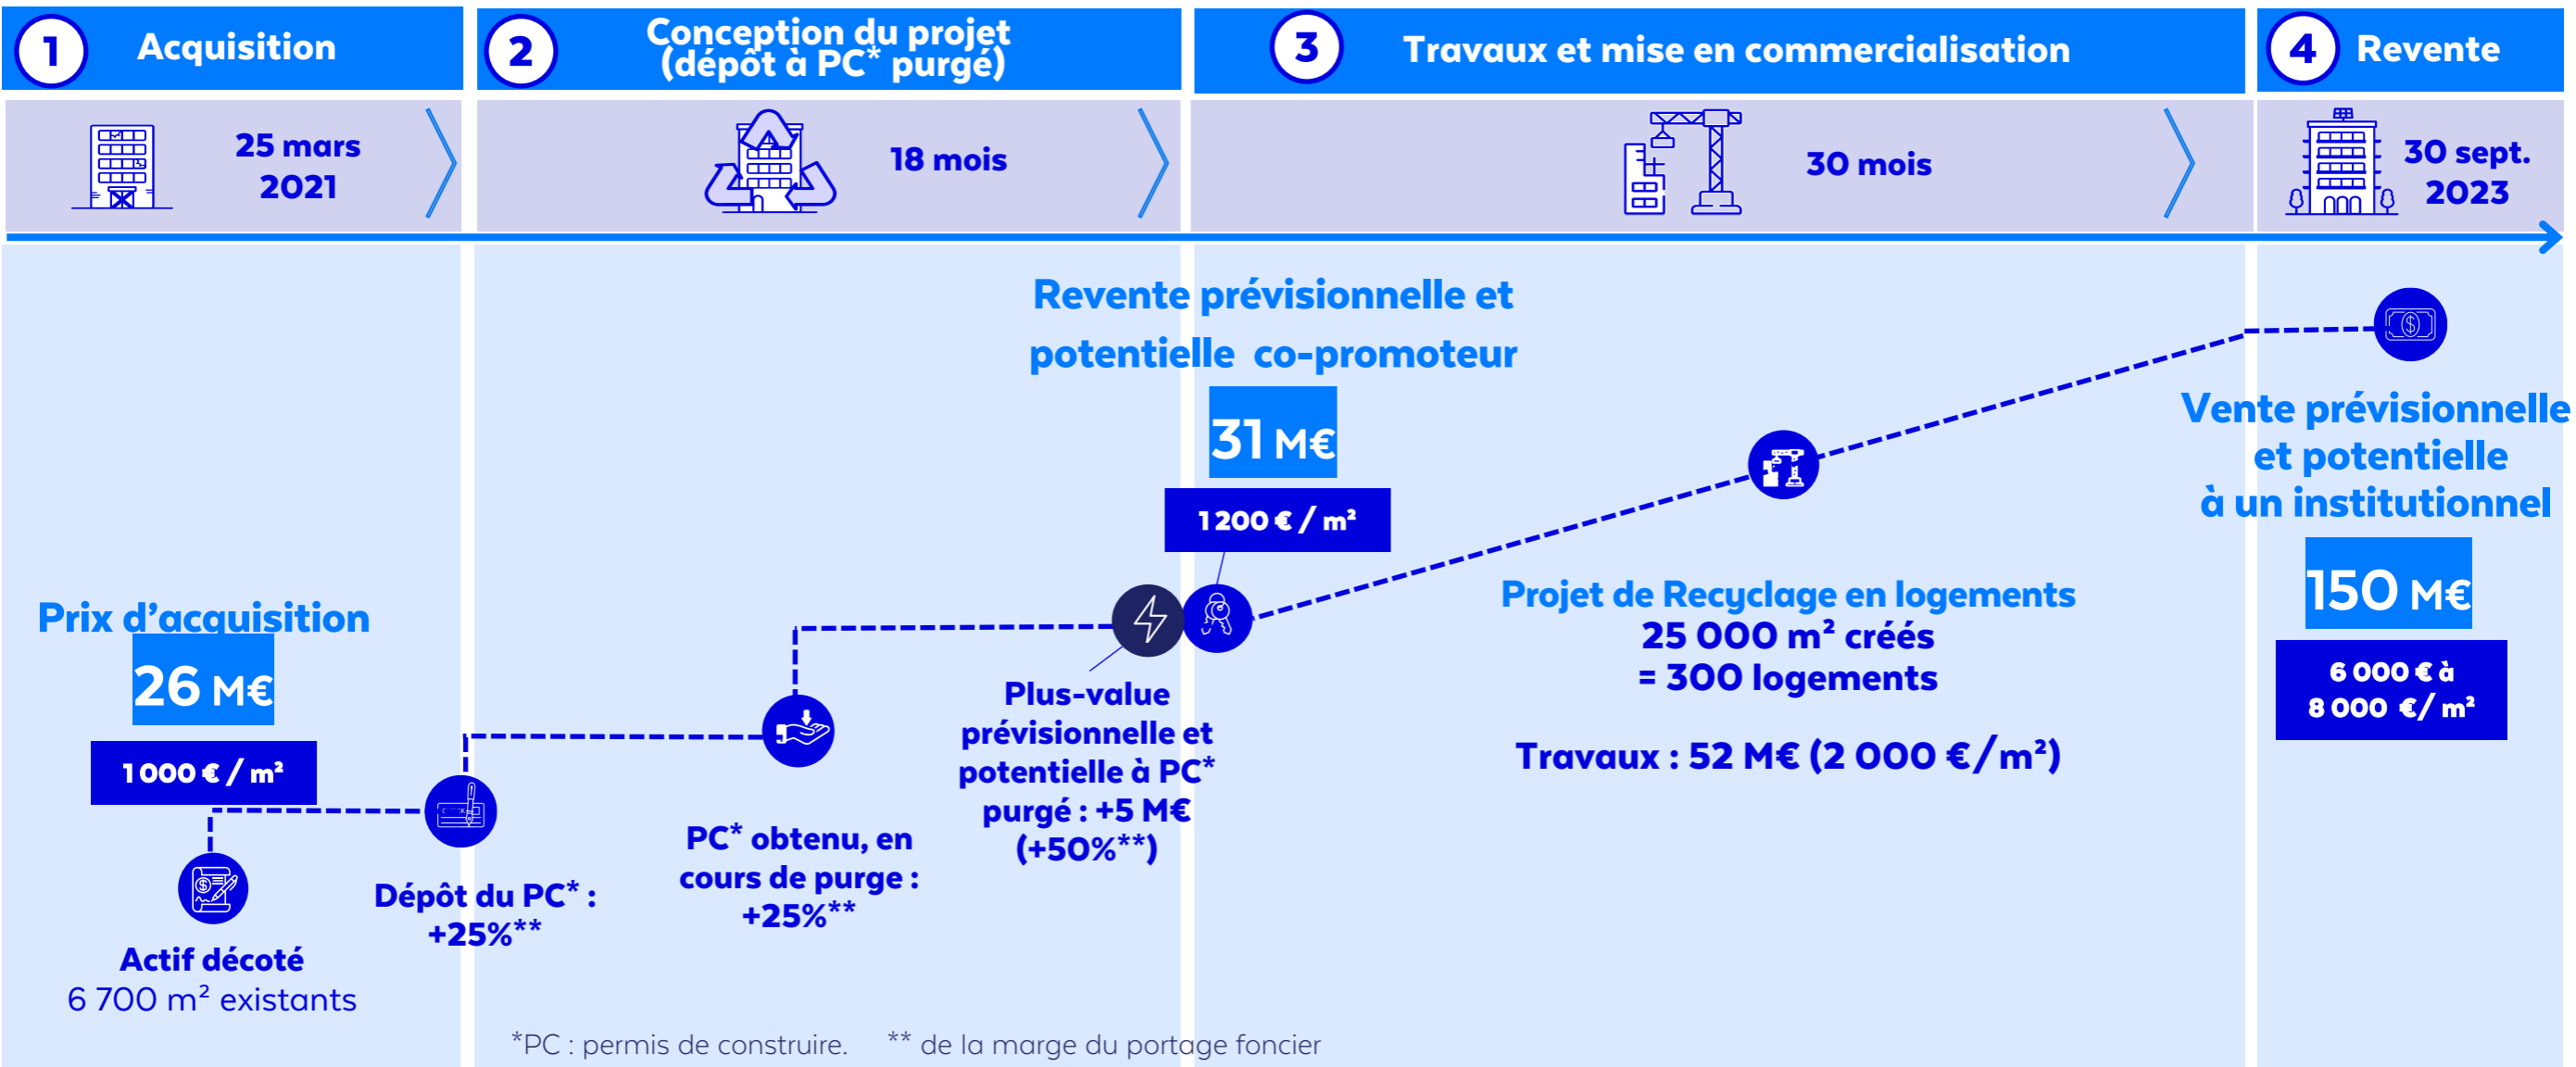 1
Acquisition
2
Conception du projet
(dépôt à PC* purgé)
3
Travaux et mise en commercialisation
4
Revente
25 mars
2021
18 mois
30 mois
30 sept.
2023
Prix d'acquisition
26 M€
1 000 € / m²
Actif décoté
6 700 m² existants
Dépôt du PC* :
+25%**
PC* obtenu, en
cours de purge :
+25%**
Plus-value
prévisionnelle et
potentielle à PC*
purgé : +5 M€
(+50%**)
Revente prévisionnelle et
potentielle co-promoteur
31 M€
1 200 € / m²
Projet de Recyclage en logements
25 000 m² créés
= 300 logements
Travaux : 52 M€ (2 000 €/m²)
Vente prévisionnelle
et potentielle
à un institutionnel
150 M€
6 000 € à
8 000 €/ m²
*PC : permis de construire. ** de la marge du portage foncier